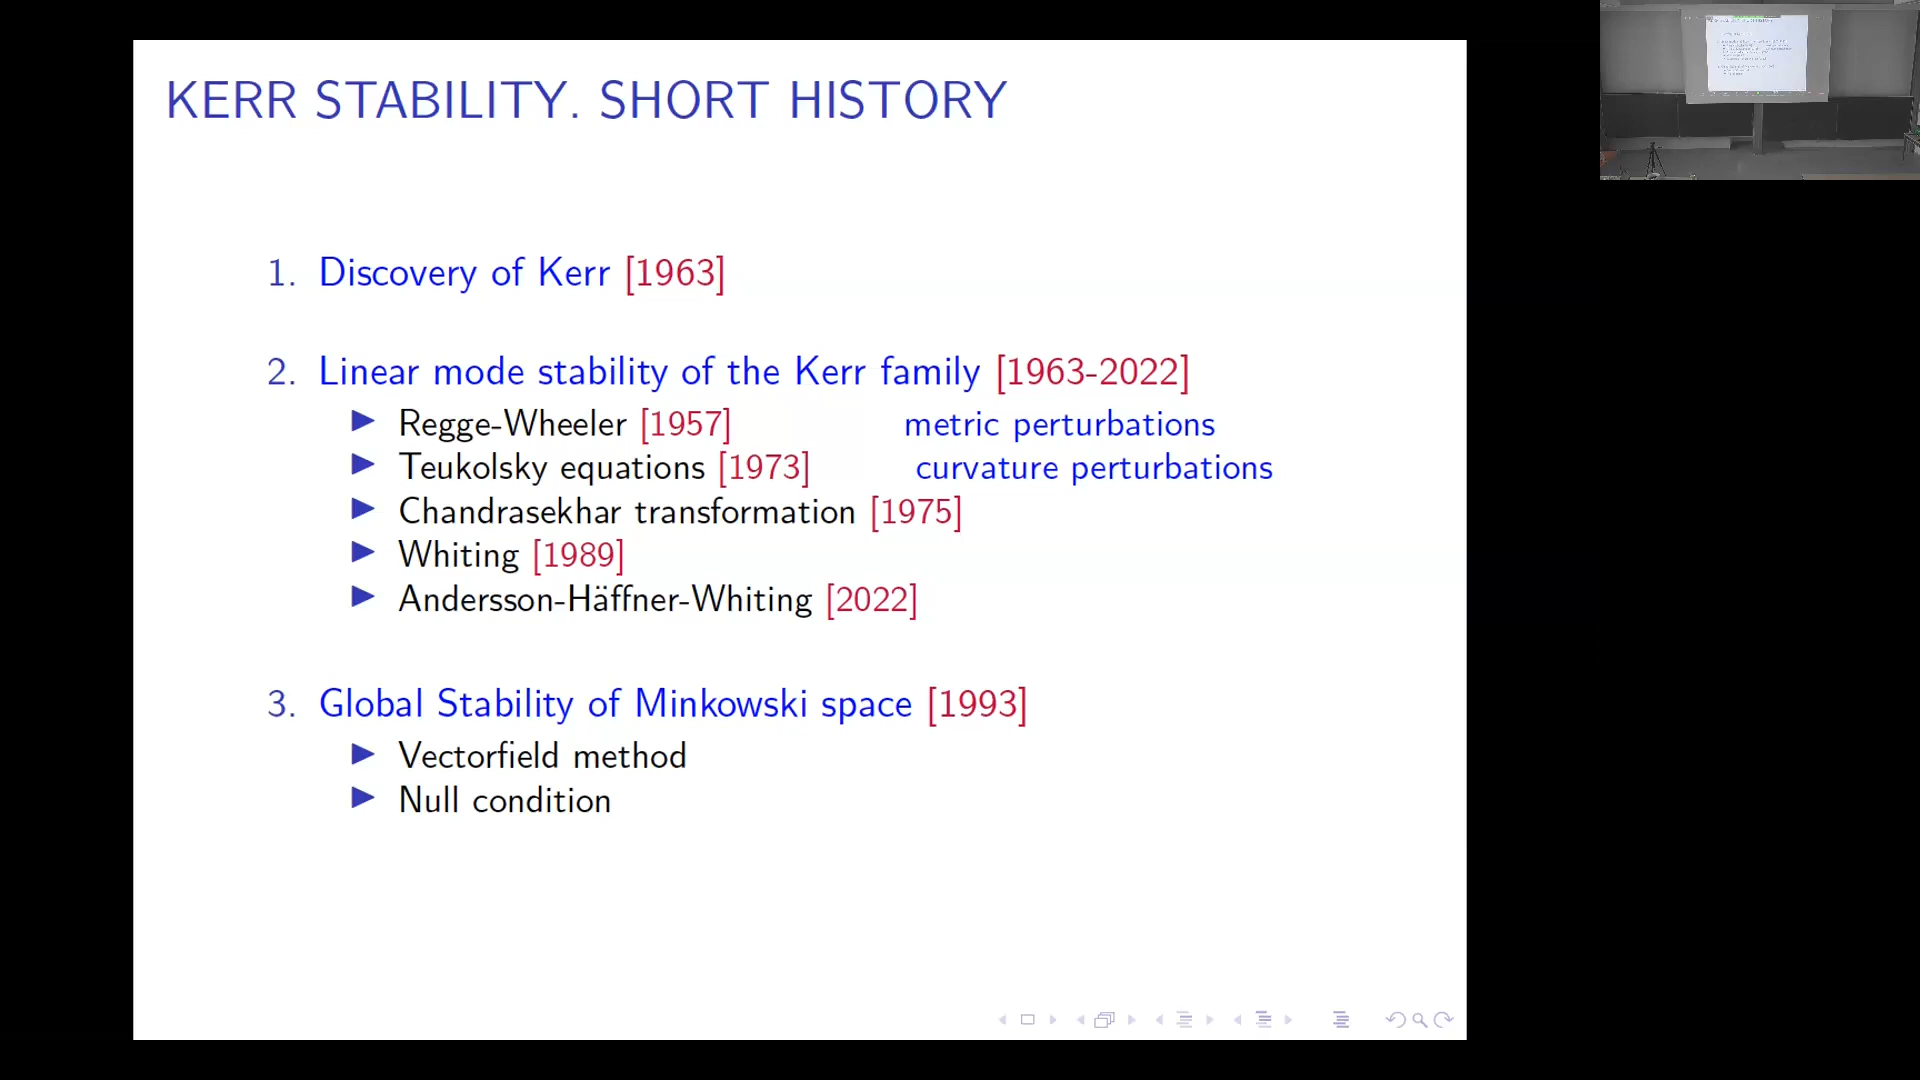 KERR STABILITY. SHORT HISTORY
1. Discovery of Kerr [1963]
2. Linear mode stability of the Kerr family [1963-2022]
▶ Regge-Wheeler [1957] metric perturbations
▶ Teukolsky equations [1973] curvature perturbations
▶ Chandrasekhar transformation [1975]
▶ Whiting [1989]
▶ Andersson-Häffner-Whiting [2022]
3. Global Stability of Minkowski space [1993]
▶ Vectorfield method
▶ Null condition